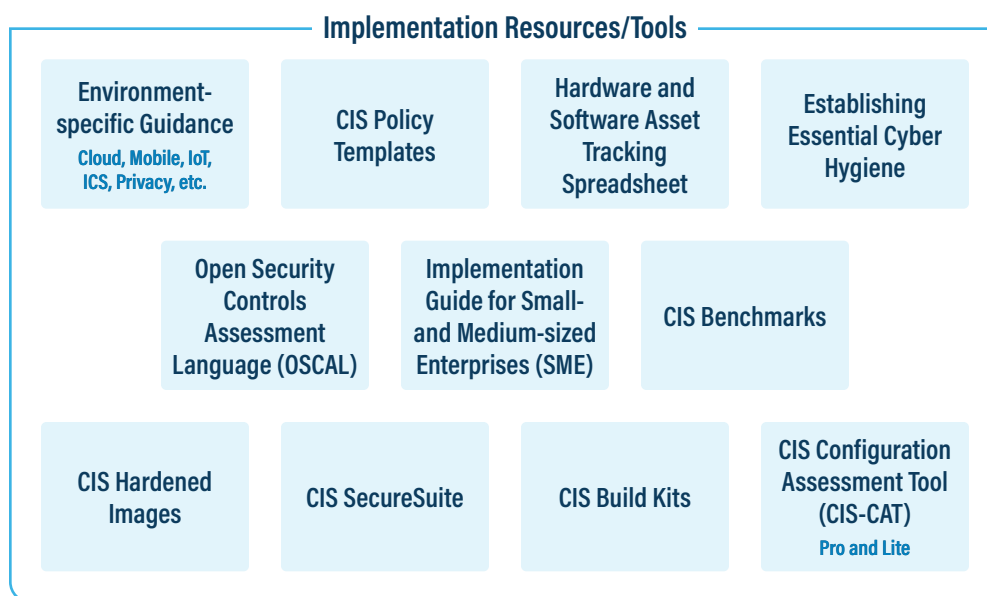 Implementation Resources/Tools
Environment-
specific Guidance
Cloud, Mobile, IoT,
ICS, Privacy, etc.
CIS Policy
Templates
Hardware and
Software Asset
Tracking
Spreadsheet
Establishing
Essential Cyber
Hygiene
Open Security
Controls
Assessment
Language (OSCAL)
Implementation
Guide for Small-
and Medium-sized
Enterprises (SME)
CIS Benchmarks
CIS Hardened
Images
CIS SecureSuite
CIS Build Kits
CIS Configuration
Assessment Tool
(CIS-CAT)
Pro and Lite